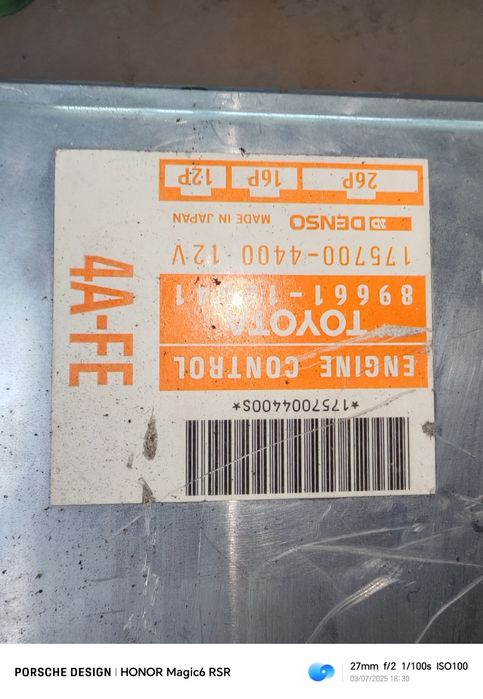 *1757004400S*
ENGINE CONTROL
TOYOTA
175700-4400 12V
DENSO MADE IN JAPAN
26P 16P 12P
4A-FE
PORSCHE DESIGN | HONOR Magic6 RSR
27mm f/2 1/100s ISO100
03/07/2025 18:30